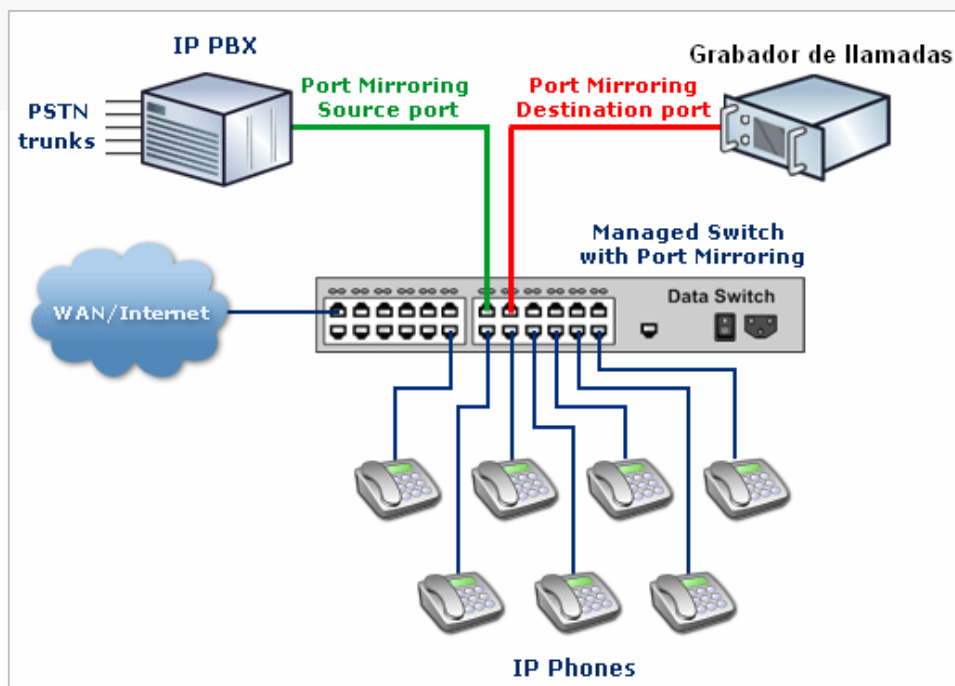 IP PBX
Grabador de llamadas
PSTN
trunks
Port Mirroring
Source port
Port Mirroring
Destination port
Managed Switch
with Port Mirroring
WAN/Internet
Data Switch
IP Phones